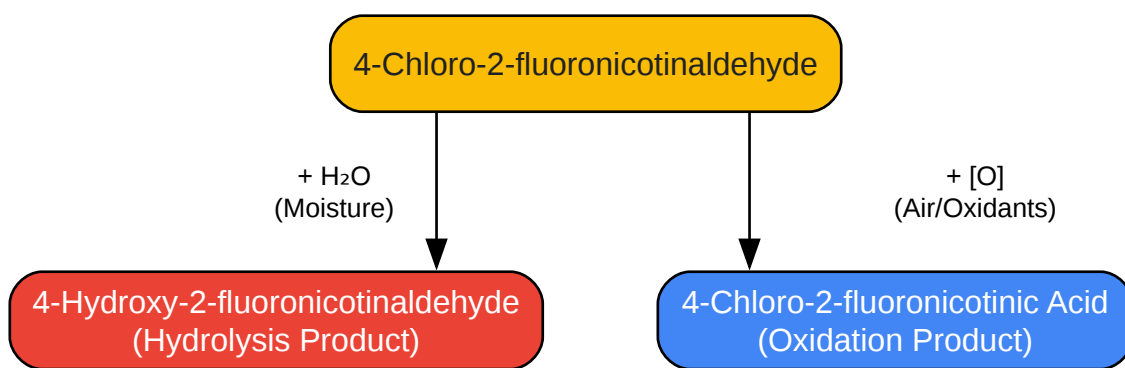 4-Chloro-2-fluoronicotinaldehyde
+ H₂O
(Moisture)
+ [O]
(Air/Oxidants)
4-Hydroxy-2-fluoronicotinaldehyde
(Hydrolysis Product)
4-Chloro-2-fluoronicotinic Acid
(Oxidation Product)